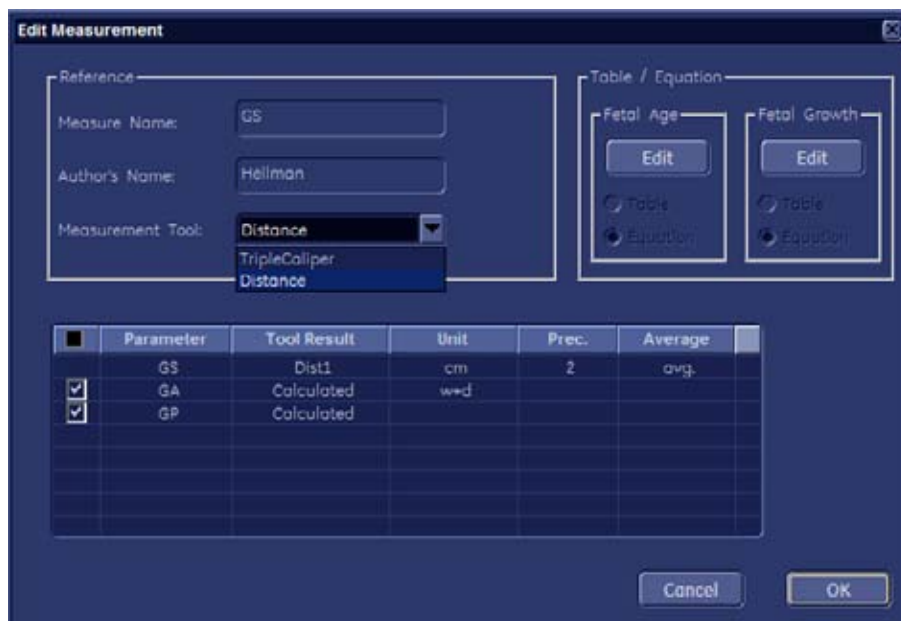 Edit Measurement
Reference
Measure Name: GS
Author's Name: Hellman
Measurement Tool: Distance
TripleCaliper
Distance
Table / Equation
Fetal Age
Edit
Table
Equation
Fetal Growth
Edit
Table
Equation
Parameter Tool Result Unit Prec. Average
GS Dist1 cm 2 avg.
GA Calculated w+d
GP Calculated
Cancel OK